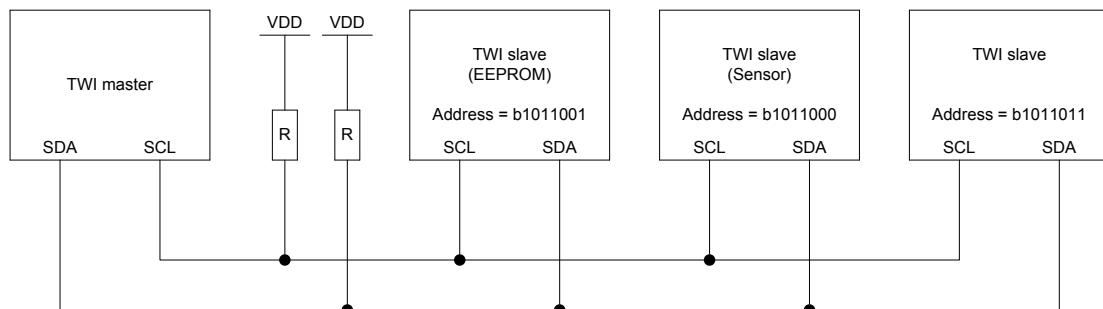 TWI master
SDA SCL
VDD VDD
R R
TWI slave
(EEPROM)
Address = b1011001
SCL SDA
TWI slave
(Sensor)
Address = b1011000
SCL SDA
TWI slave
Address = b1011011
SCL SDA